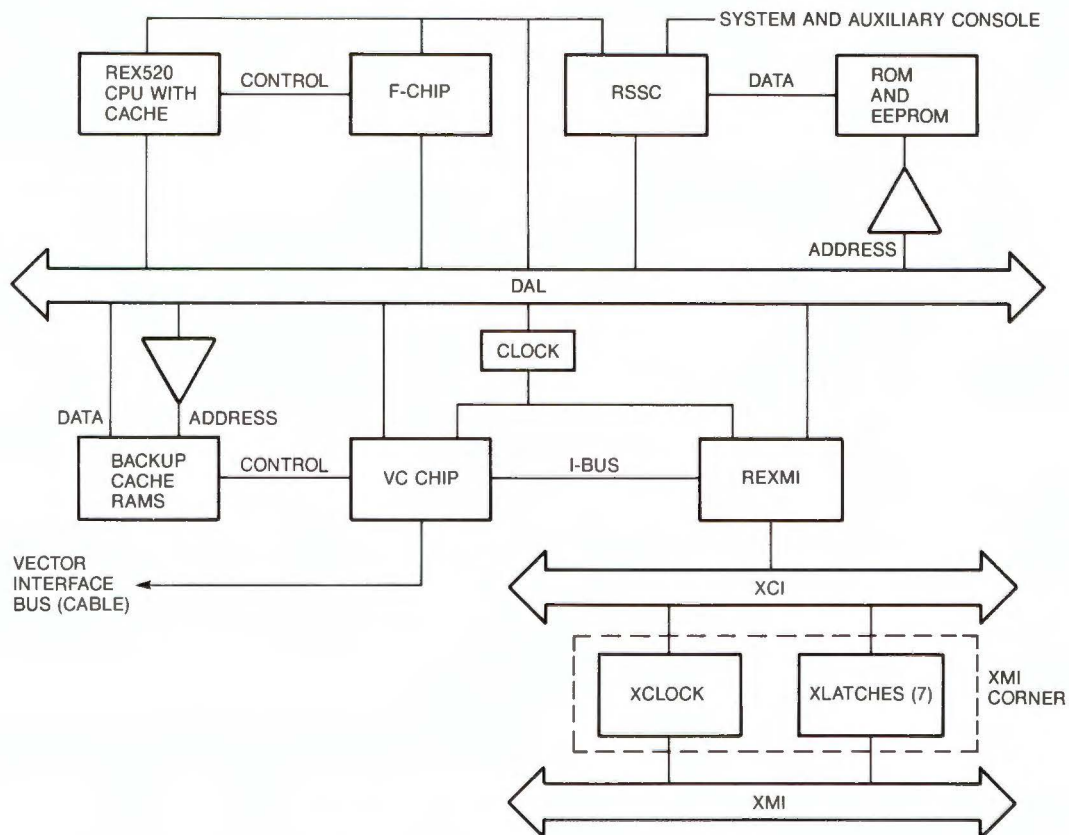 SYSTEM AND AUXILIARY CONSOLE
REX520
CPU WITH
CACHE
CONTROL
F-CHIP
RSSC
DATA
ROM
AND
EEPROM
ADDRESS
DAL
CLOCK
DATA
ADDRESS
BACKUP
CACHE
RAMS
CONTROL
VC CHIP
I-BUS
REXMI
VECTOR
INTERFACE
BUS (CABLE)
XCI
XCLOCK
XLATCHES (7)
XMI
CORNER
XMI